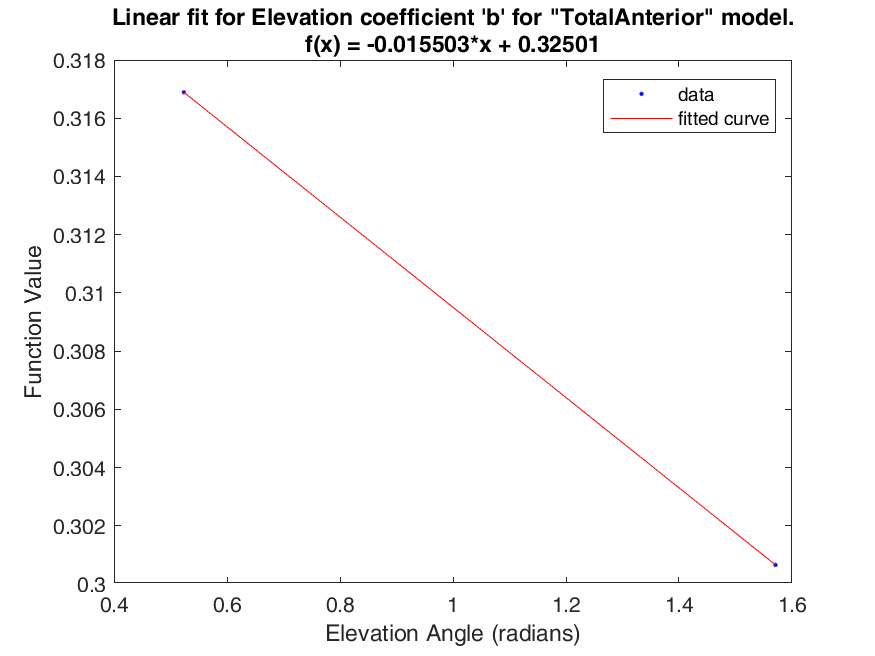 Linear fit for Elevation coefficient 'b' for "TotalAnterior" model.
f(x) = -0.015503*x + 0.32501
data
fitted curve
Function Value
0.318
0.316
0.314
0.312
0.31
0.308
0.306
0.304
0.302
0.3
0.4
0.6
0.8
1
1.2
1.4
1.6
Elevation Angle (radians)